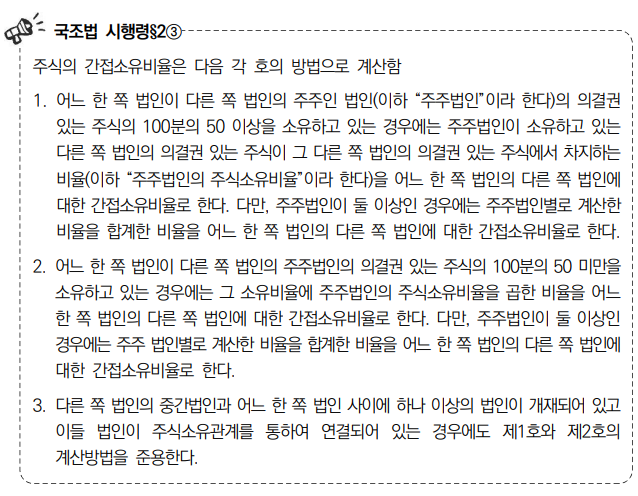 국조법 시행령§2③
주식의 간접소유비율은 다음 각 호의 방법으로 계산함
1. 어느 한 쪽 법인이 다른 쪽 법인의 주주인 법인(이하 “주주법인”이라 한다)의 의결권
있는 주식의 100분의 50 이상을 소유하고 있는 경우에는 주주법인이 소유하고 있는
다른 쪽 법인의 의결권 있는 주식이 그 다른 쪽 법인의 의결권 있는 주식에서 차지하는
비율(이하 “주주법인의 주식소유비율”이라 한다)을 어느 한 쪽 법인의 다른 쪽 법인에
대한 간접소유비율로 한다. 다만, 주주법인이 둘 이상인 경우에는 주주법인별로 계산한
비율을 합계한 비율을 어느 한 쪽 법인의 다른 쪽 법인에 대한 간접소유비율로 한다.
2. 어느 한 쪽 법인이 다른 쪽 법인의 주주법인의 의결권 있는 주식의 100분의 50 미만을
소유하고 있는 경우에는 그 소유비율에 주주법인의 주식소유비율을 곱한 비율을 어느
한 쪽 법인의 다른 쪽 법인에 대한 간접소유비율로 한다. 다만, 주주법인이 둘 이상인
경우에는 주주 법인별로 계산한 비율을 합계한 비율을 어느 한 쪽 법인의 다른 쪽 법인에
대한 간접소유비율로 한다.
3. 다른 쪽 법인의 중간법인과 어느 한 쪽 법인 사이에 하나 이상의 법인이 개재되어 있고
이들 법인이 주식소유관계를 통하여 연결되어 있는 경우에도 제1호와 제2호의
계산방법을 준용한다.